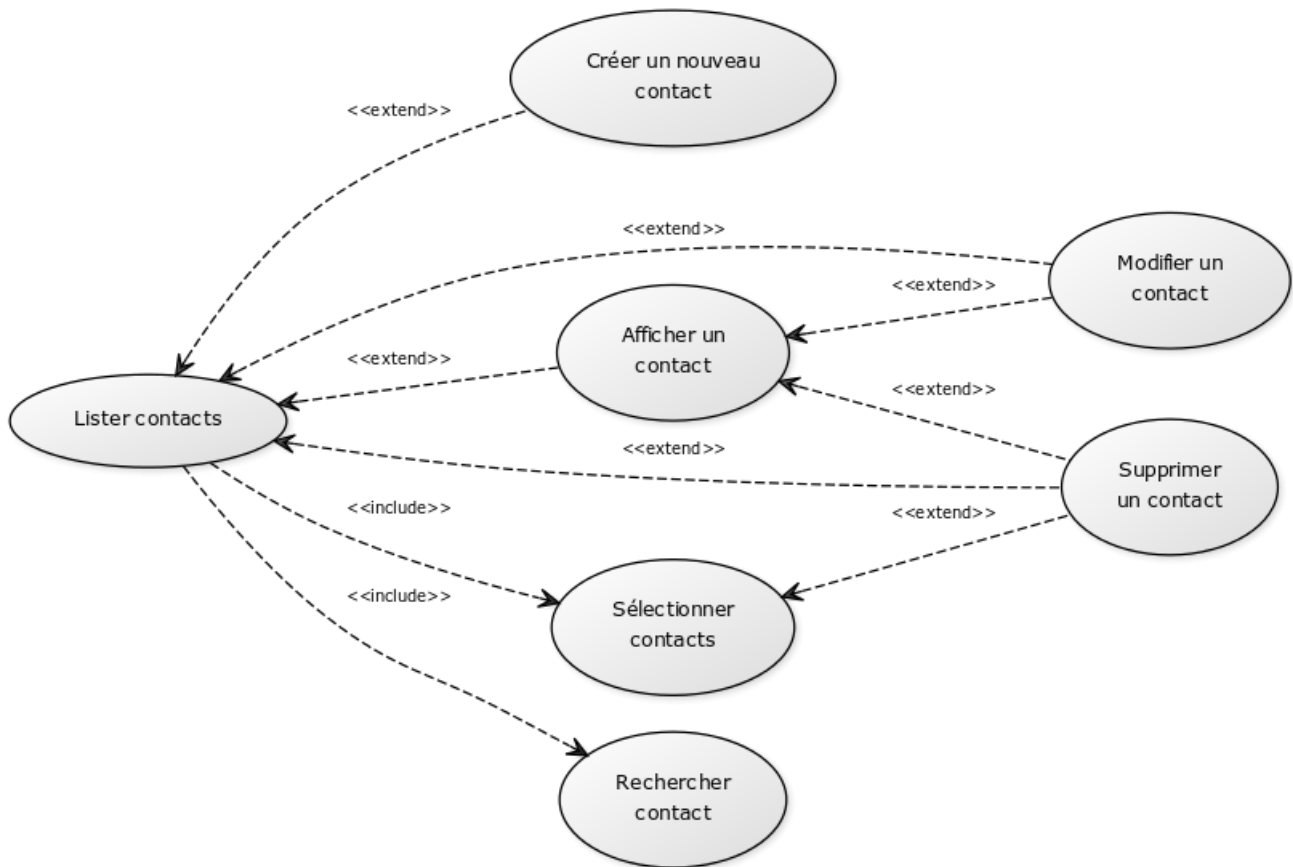 Créer un nouveau
contact
<<extend>>
<<extend>>
Modifier un
contact
<<extend>>
Afficher un
contact
<<extend>>
<<extend>>
Lister contacts
<<extend>>
Supprimer
un contact
<<include>>
<<extend>>
<<include>>
Sélectionner
contacts
Rechercher
contact